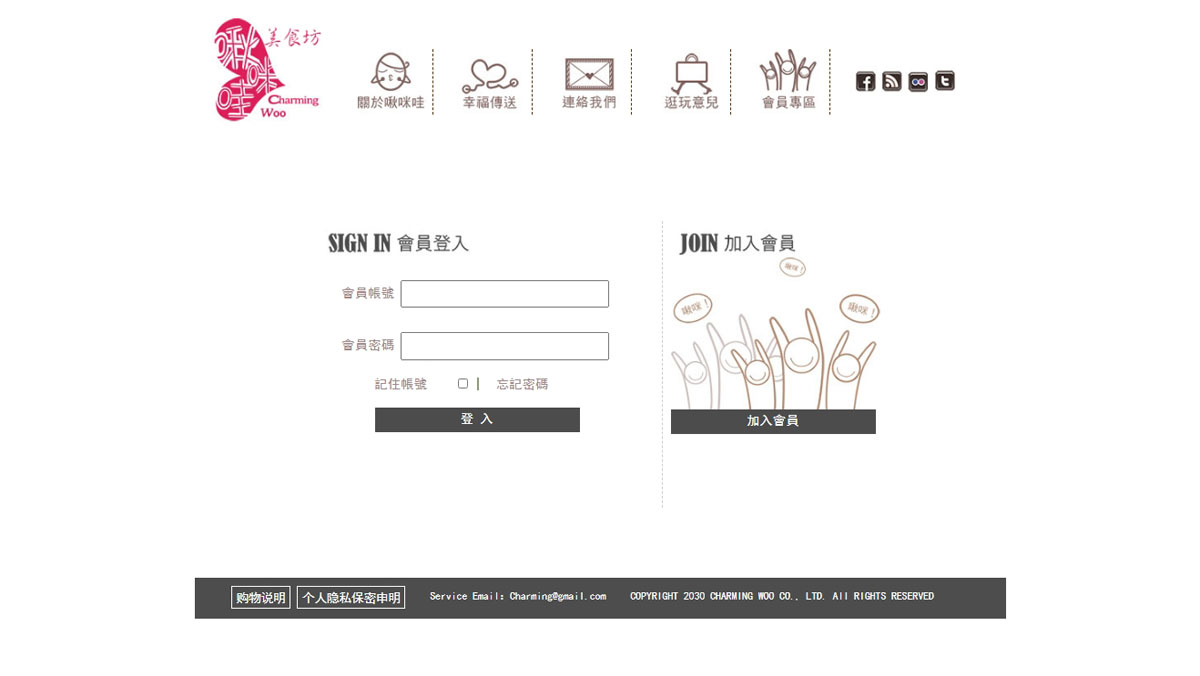 啾咪哇
美食坊
Charming
Woo
關於啾咪哇
幸福傳送
連絡我們
逛玩意兒
會員專區
SIGN IN 會員登入
JOIN 加入會員
啾咪！
啾咪！
啾咪！
會員帳號
會員密碼
記住帳號 | 忘記密碼
登 入
加入會員
购物说明 个人隐私保密申明 Service Email: Charming@gmail.com COPYRIGHT 2030 CHARMING WOO CO., LTD. All RIGHTS RESERVED